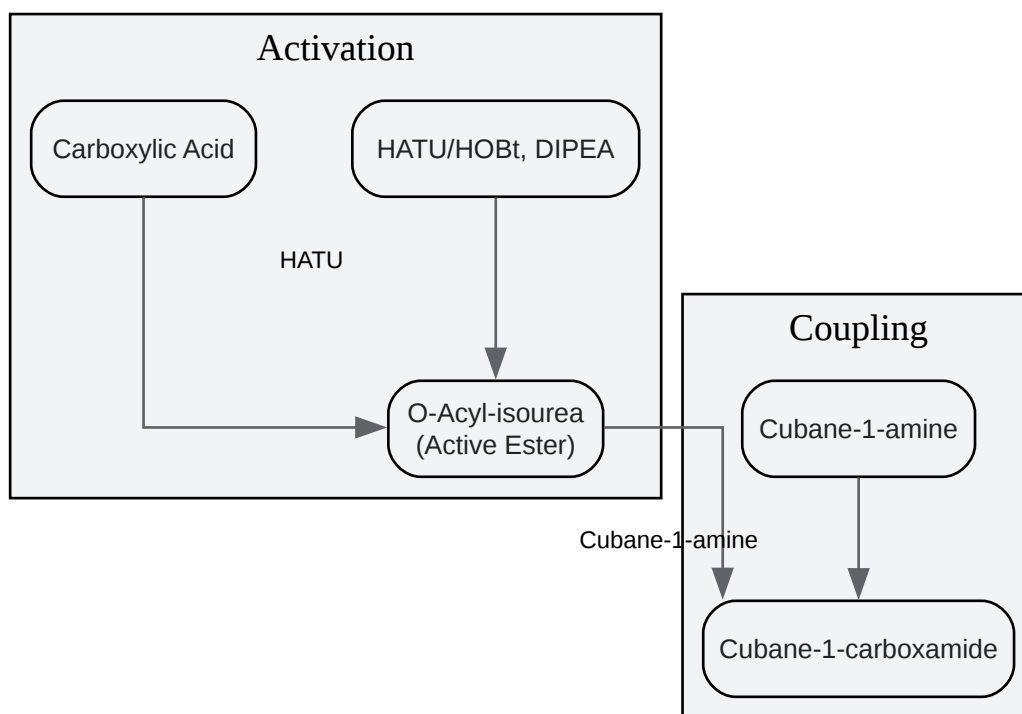 Activation
Carboxylic Acid
HATU/HOBt, DIPEA
HATU
O-Acyl-isourea
(Active Ester)
Coupling
Cubane-1-amine
Cubane-1-amine
Cubane-1-carboxamide